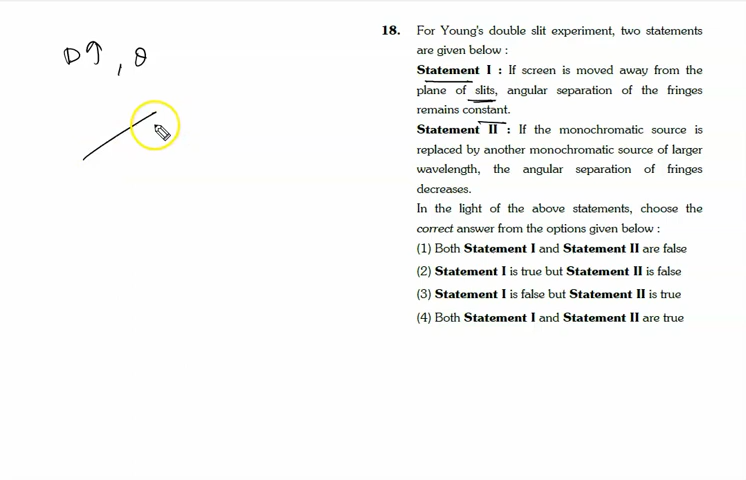 D↑, θ
18. For Young's double slit experiment, two statements
are given below :
Statement I : If screen is moved away from the
plane of slits, angular separation of the fringes
remains constant.
Statement II : If the monochromatic source is
replaced by another monochromatic source of larger
wavelength, the angular separation of fringes
decreases.
In the light of the above statements, choose the
correct answer from the options given below :
(1) Both Statement I and Statement II are false
(2) Statement I is true but Statement II is false
(3) Statement I is false but Statement II is true
(4) Both Statement I and Statement II are true